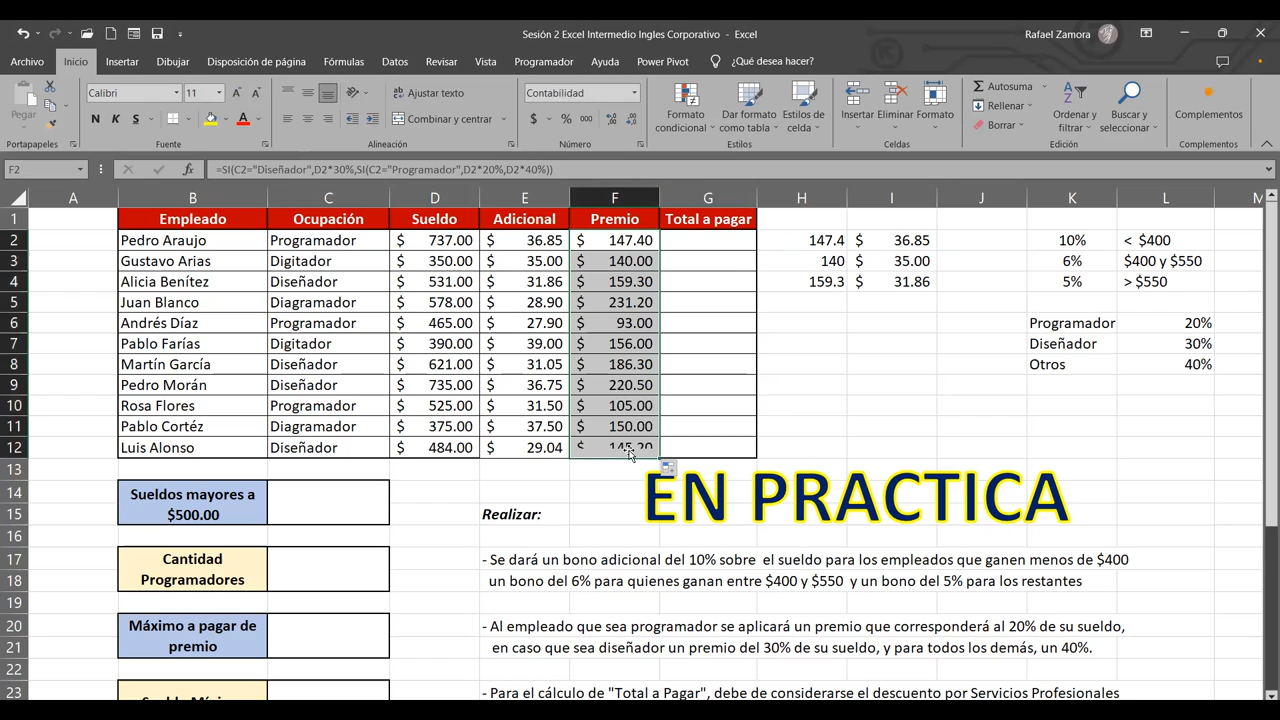 Sesión 2 Excel Intermedio Ingles Corporativo - Excel
Rafael Zamora
Archivo Inicio Insertar Dibujar Disposición de página Fórmulas Datos Revisar Vista Programador Ayuda Power Pivot ¿Qué desea hacer?
Pegar
Calibri 11
N K S
Ajustar texto
Combinar y centrar
Contabilidad
$ % 000
Formato condicional
Dar formato como tabla
Estilos de celda
Insertar Eliminar Formato
Autosuma
Rellenar
Borrar
Ordenar y filtrar
Buscar y seleccionar
Complementos
Portapapeles Fuente Alineación Número Estilos Celdas Edición Complementos
F2 fx =SI(C2="Diseñador",D2*30%,SI(C2="Programador",D2*20%,D2*40%))
A B C D E F G H I J K L M
1 Empleado Ocupación Sueldo Adicional Premio Total a pagar
2 Pedro Araujo Programador $ 737.00 $ 36.85 $ 147.40 147.4 $ 36.85 10% < $400
3 Gustavo Arias Digitador $ 350.00 $ 35.00 $ 140.00 140 $ 35.00 6% $400 y $550
4 Alicia Benítez Diseñador $ 531.00 $ 31.86 $ 159.30 159.3 $ 31.86 5% > $550
5 Juan Blanco Diagramador $ 578.00 $ 28.90 $ 231.20
6 Andrés Díaz Programador $ 465.00 $ 27.90 $ 93.00 Programador 20%
7 Pablo Farías Digitador $ 390.00 $ 39.00 $ 156.00 Diseñador 30%
8 Martín García Diseñador $ 621.00 $ 31.05 $ 186.30 Otros 40%
9 Pedro Morán Diseñador $ 735.00 $ 36.75 $ 220.50
10 Rosa Flores Programador $ 525.00 $ 31.50 $ 105.00
11 Pablo Cortéz Diagramador $ 375.00 $ 37.50 $ 150.00
12 Luis Alonso Diseñador $ 484.00 $ 29.04 $ 145.20
13
14 Sueldos mayores a
$500.00
EN PRACTICA
15 Realizar:
16
17 Cantidad - Se dará un bono adicional del 10% sobre el sueldo para los empleados que ganen menos de $400
18 Programadores un bono del 6% para quienes ganan entre $400 y $550 y un bono del 5% para los restantes
19
20 Máximo a pagar de - Al empleado que sea programador se aplicará un premio que corresponderá al 20% de su sueldo,
21 premio en caso que sea diseñador un premio del 30% de su sueldo, y para todos los demás, un 40%.
22
23 - Para el cálculo de "Total a Pagar", debe de considerarse el descuento por Servicios Profesionales